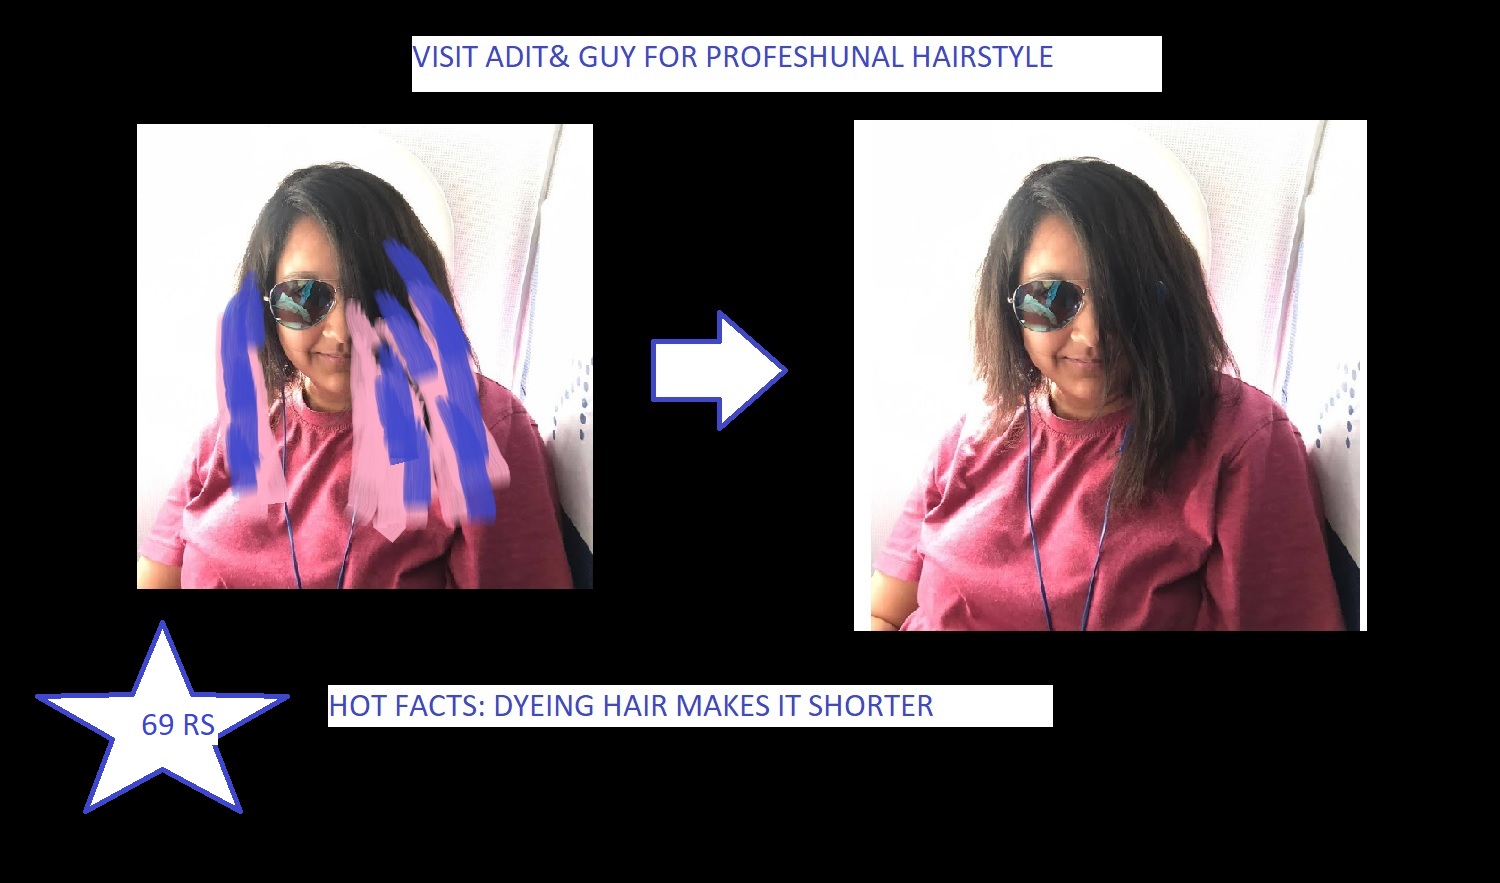 VISIT ADIT& GUY FOR PROFESHUNAL HAIRSTYLE
69 RS
HOT FACTS: DYEING HAIR MAKES IT SHORTER